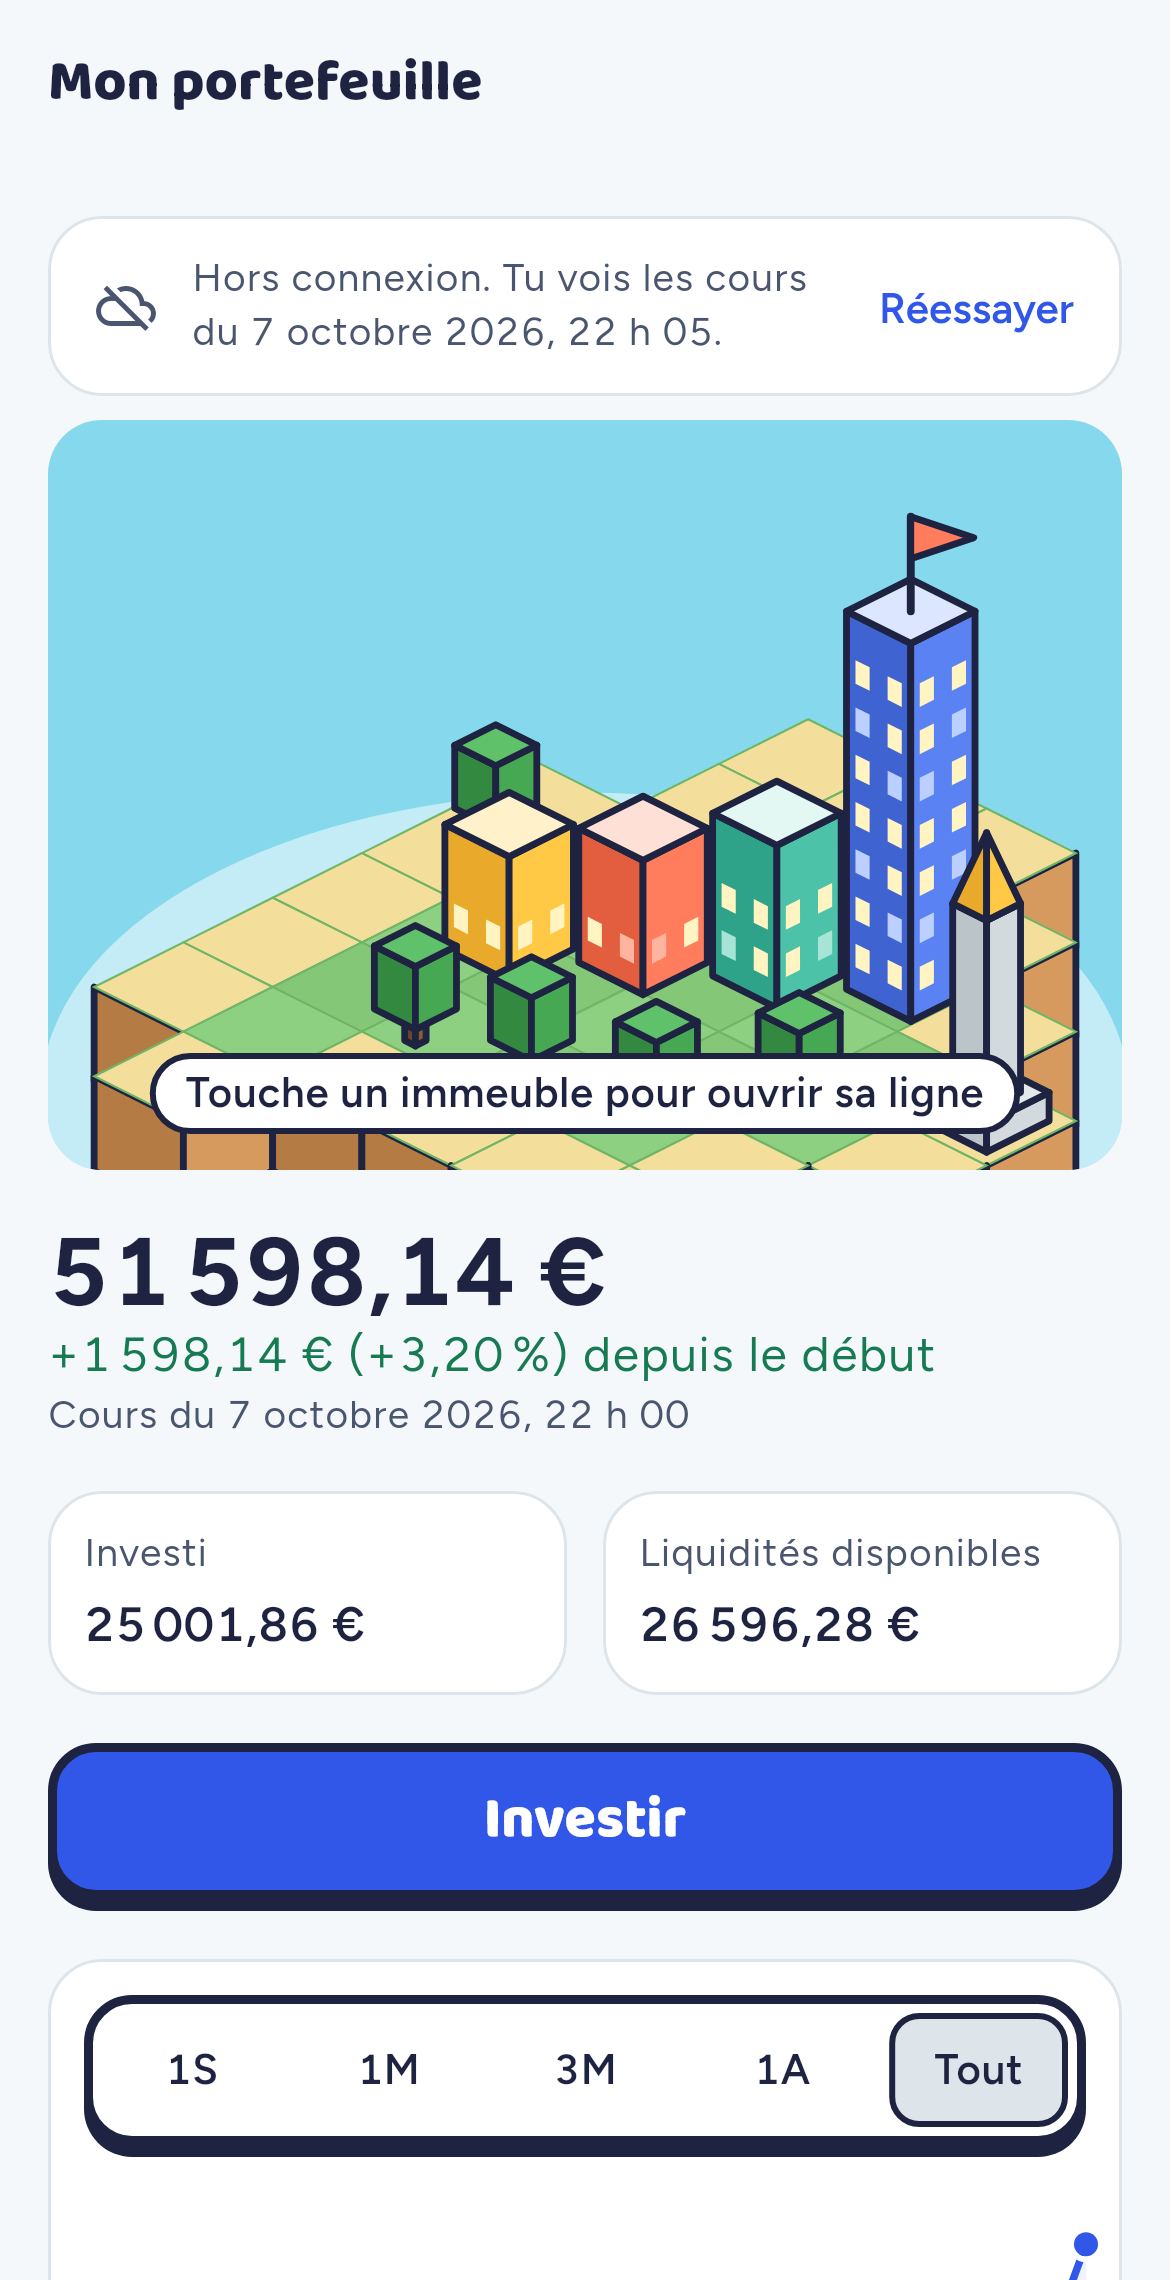 Mon portefeuille
Hors connexion. Tu vois les cours
du 7 octobre 2026, 22 h 05.
Réessayer
Touche un immeuble pour ouvrir sa ligne
51 598,14 €
+1 598,14 € (+3,20 %) depuis le début
Cours du 7 octobre 2026, 22 h 00
Investi
25 001,86 €
Liquidités disponibles
26 596,28 €
Investir
1S 1M 3M 1A Tout